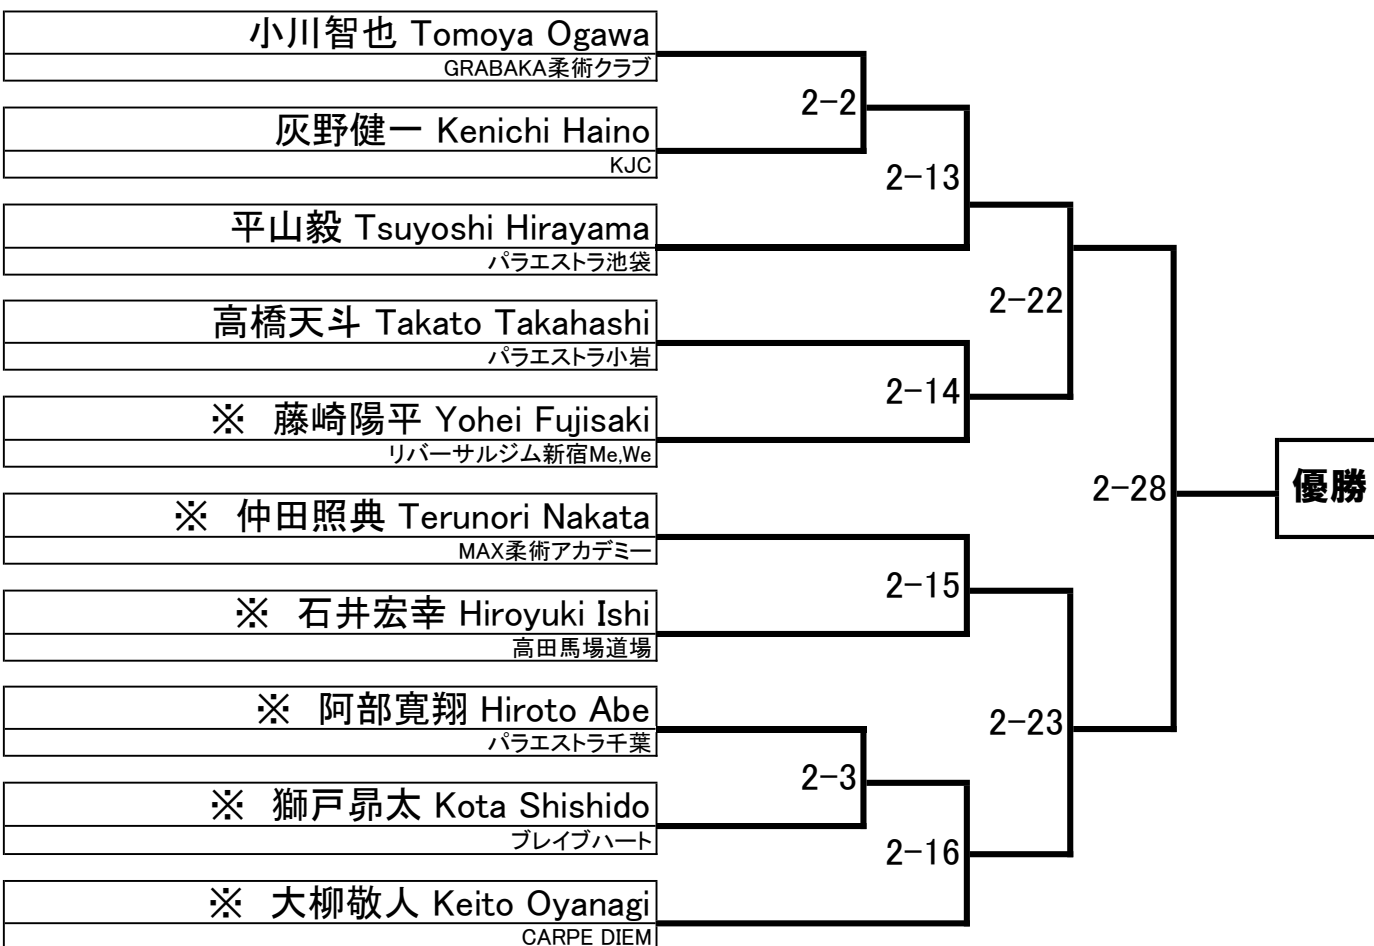 小川智也 Tomoya Ogawa
GRABAKA柔術クラブ
2-2
灰野健一 Kenichi Haino
KJC
2-13
平山毅 Tsuyoshi Hirayama
パラエストラ池袋
2-22
高橋天斗 Takato Takahashi
パラエストラ小岩
2-14
※ 藤崎陽平 Yohei Fujisaki
リバーサルジム新宿Me,We
2-28
優勝
※ 仲田照典 Terunori Nakata
MAX柔術アカデミー
2-15
※ 石井宏幸 Hiroyuki Ishi
高田馬場道場
※ 阿部寛翔 Hiroto Abe
パラエストラ千葉
2-23
2-3
※ 獅戸昴太 Kota Shishido
ブレイブハート
2-16
※ 大柳敬人 Keito Oyanagi
CARPE DIEM